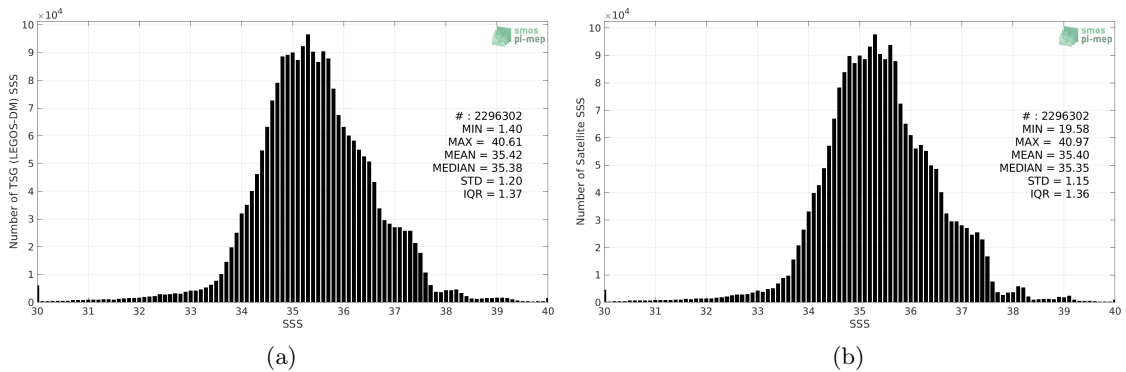 ×10⁴
10
9
8
7
6
5
4
3
2
1
0
Number of TSG (LEGOS-DM) SSS
smos
pi-mep
# : 2296302
MIN = 1.40
MAX = 40.61
MEAN = 35.42
MEDIAN = 35.38
STD = 1.20
IQR = 1.37
30 31 32 33 34 35 36 37 38 39 40
SSS
(a)
×10⁴
10
9
8
7
6
5
4
3
2
1
0
Number of Satellite SSS
smos
pi-mep
# : 2296302
MIN = 19.58
MAX = 40.97
MEAN = 35.40
MEDIAN = 35.35
STD = 1.15
IQR = 1.36
30 31 32 33 34 35 36 37 38 39 40
SSS
(b)